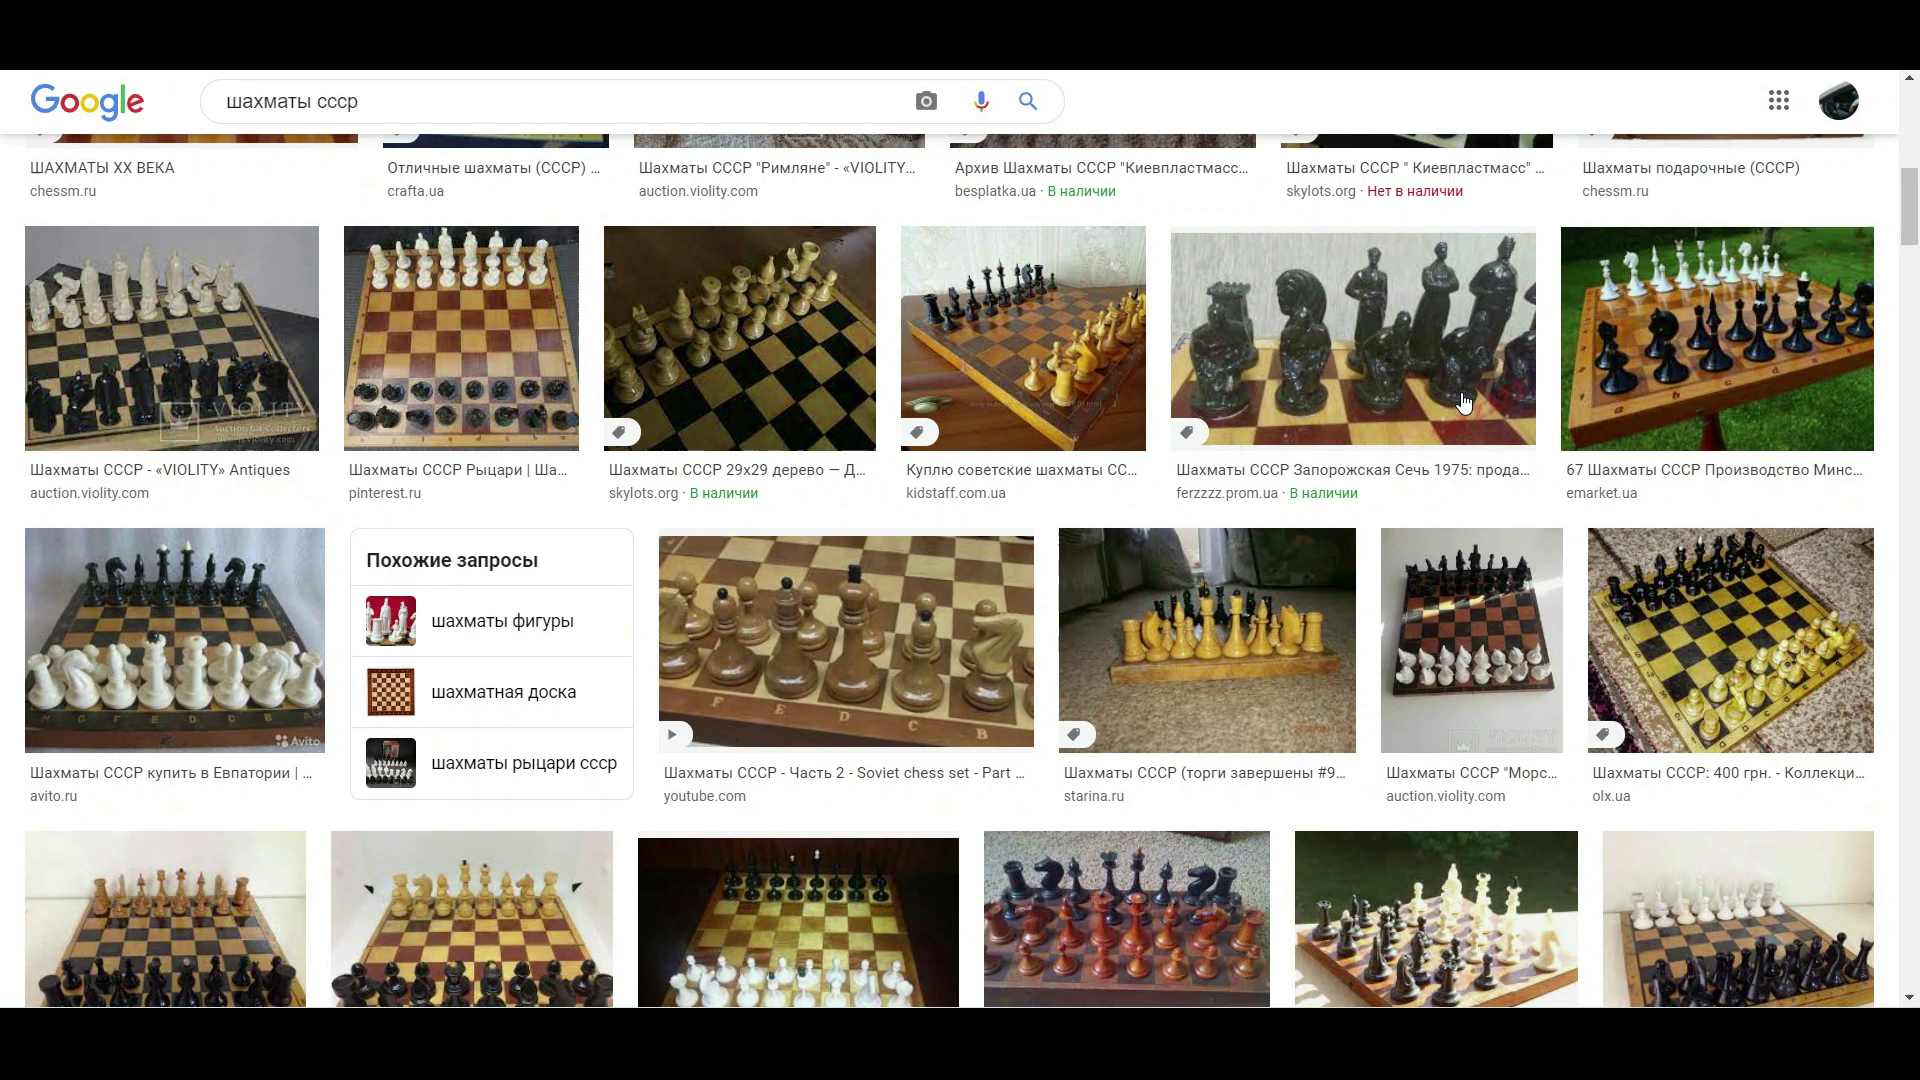 Google
шахматы ссср
ШАХМАТЫ XX ВЕКА
chessm.ru
Отличные шахматы (СССР) ...
crafta.ua
Шахматы СССР "Римляне" - «VIOLITY...
auction.violity.com
Архив Шахматы СССР "Киевпластмасс...
besplatka.ua · В наличии
Шахматы СССР " Киевпластмасс" ...
skylots.org · Нет в наличии
Шахматы подарочные (СССР)
chessm.ru
VIOLITY
Auction for Collectors
Шахматы СССР - «VIOLITY» Antiques
auction.violity.com
Шахматы СССР Рыцари | Ша...
pinterest.ru
Шахматы СССР 29х29 дерево — Д...
skylots.org · В наличии
Куплю советские шахматы СС...
kidstaff.com.ua
Шахматы СССР Запорожская Сечь 1975: прода...
ferzzzz.prom.ua · В наличии
67 Шахматы СССР Производство Минс...
emarket.ua
Avito
Шахматы СССР купить в Евпатории | ...
avito.ru
Похожие запросы
шахматы фигуры
шахматная доска
шахматы рыцари ссср
F E D C B
Шахматы СССР - Часть 2 - Soviet chess set - Part ...
youtube.com
Шахматы СССР (торги завершены #9...
starina.ru
Шахматы СССР "Морс...
auction.violity.com
Шахматы СССР: 400 грн. - Коллекци...
olx.ua